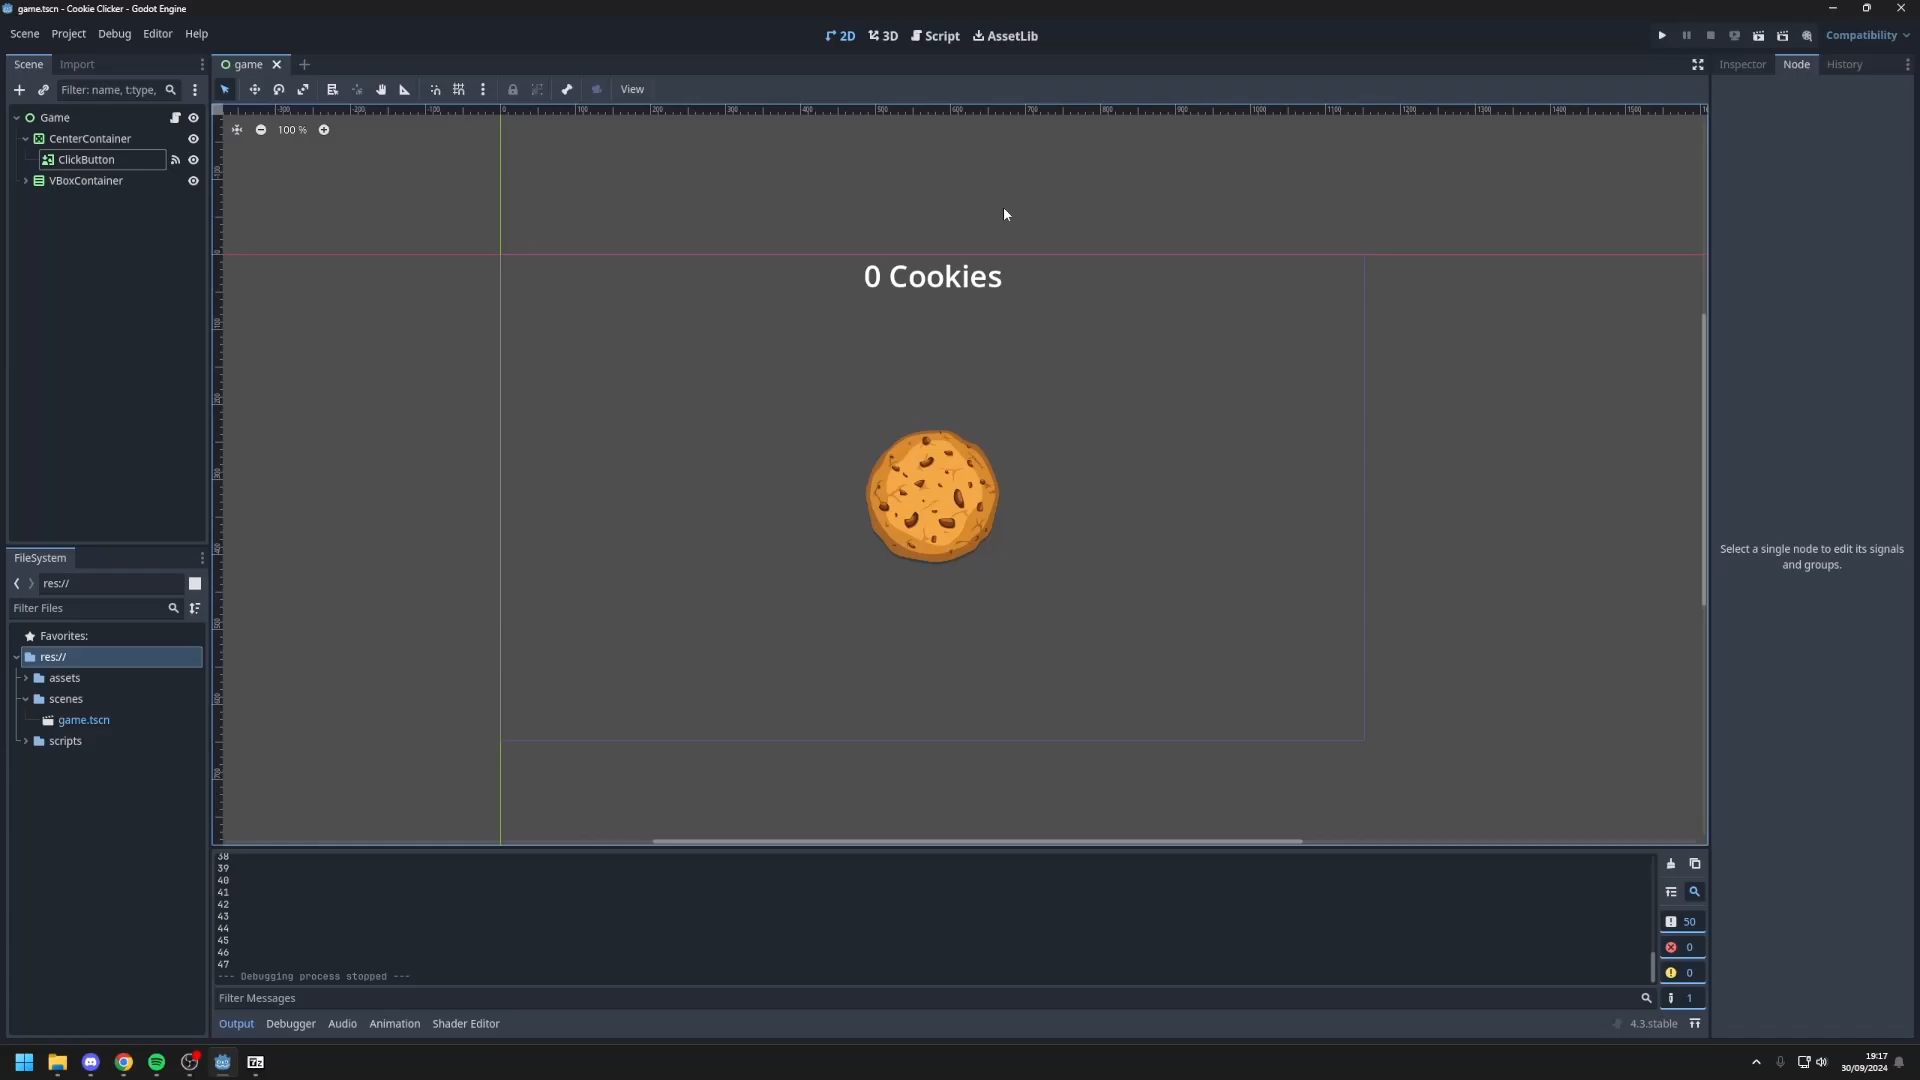 game.tscn - Cookie Clicker - Godot Engine
Scene Project Debug Editor Help
2D 3D Script AssetLib
Compatibility
Scene Import
game
Inspector Node History
Filter: name, t:type,
View
Game
CenterContainer
ClickButton
VBoxContainer
100 %
0 Cookies
Select a single node to edit its signals
and groups.
FileSystem
res://
Filter Files
Favorites:
res://
assets
scenes
game.tscn
scripts
38
39
40
41
42
43
44
45
46
47
--- Debugging process stopped ---
50
0
0
1
Filter Messages
Output Debugger Audio Animation Shader Editor
4.3.stable
19:17
30/09/2024